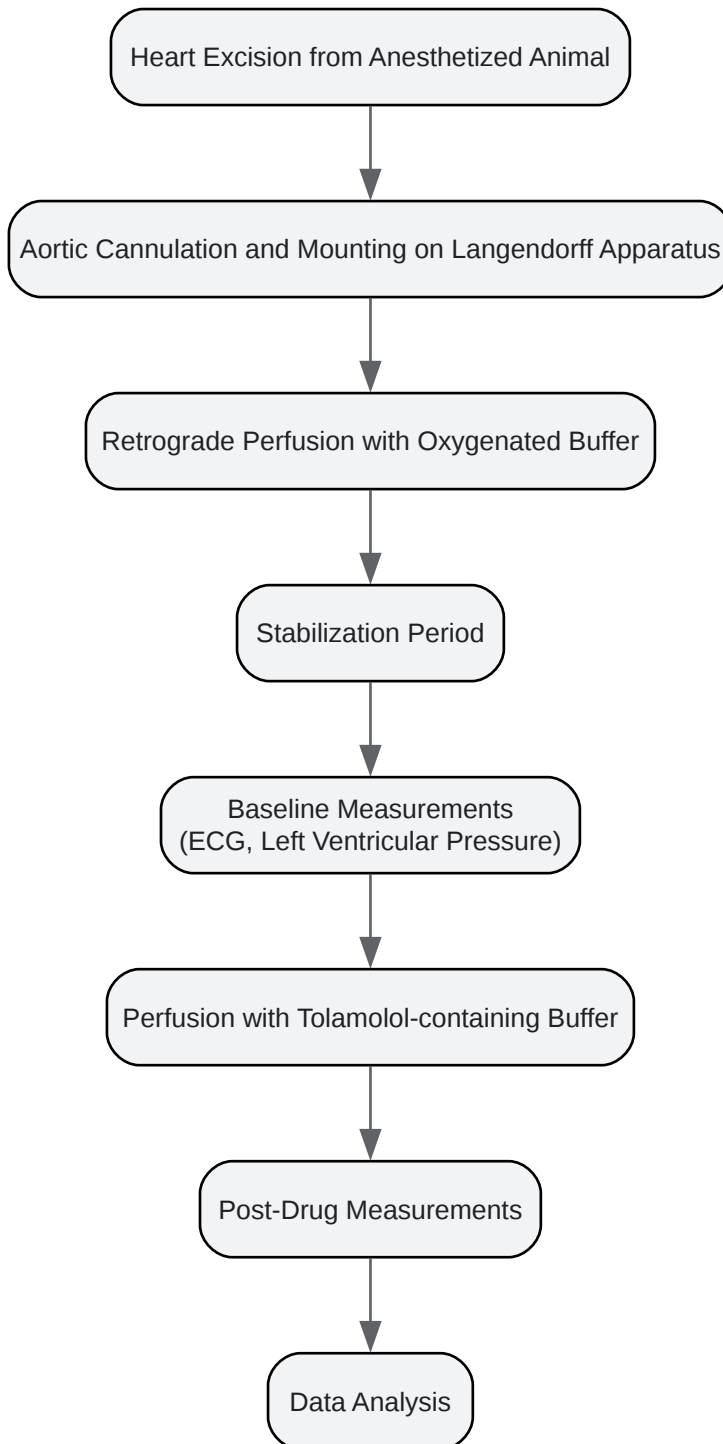 Heart Excision from Anesthetized Animal
Aortic Cannulation and Mounting on Langendorff Apparatus
Retrograde Perfusion with Oxygenated Buffer
Stabilization Period
Baseline Measurements
(ECG, Left Ventricular Pressure)
Perfusion with Tolamolol-containing Buffer
Post-Drug Measurements
Data Analysis